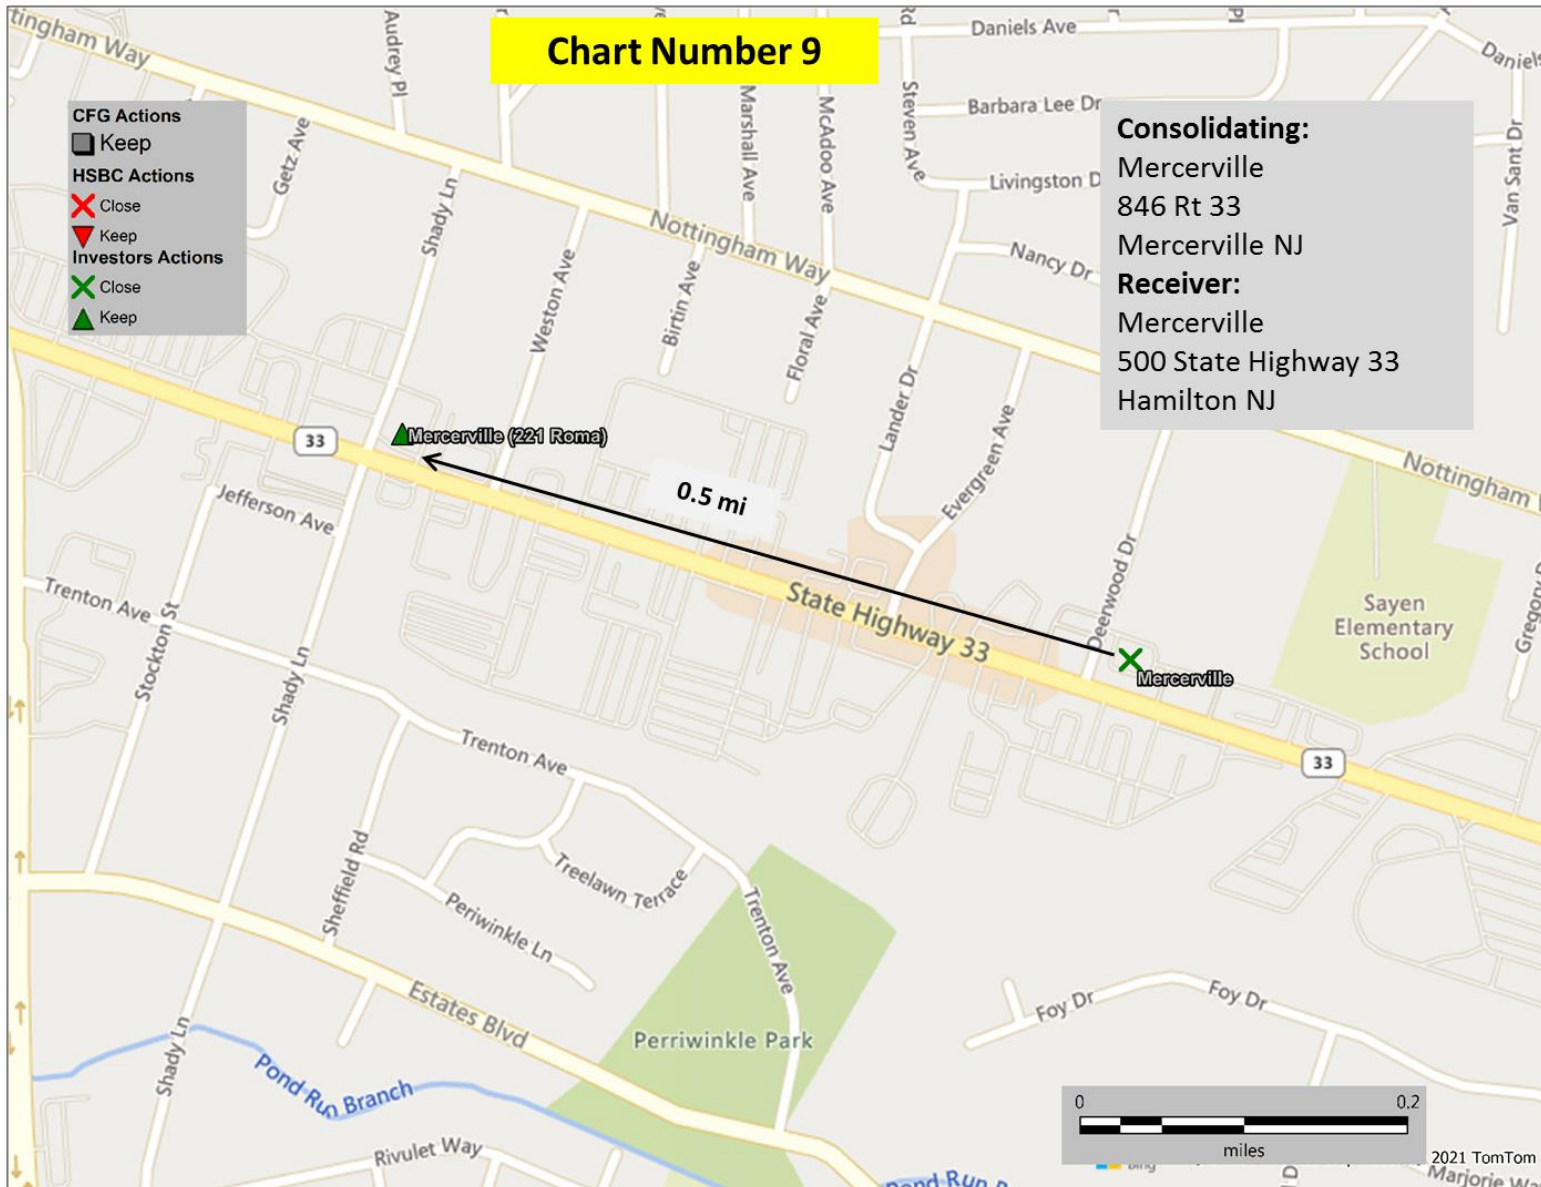 Chart Number 9
CFG Actions
Keep
HSBC Actions
Close
Keep
Investors Actions
Close
Keep
Consolidating:
Mercerville
846 Rt 33
Mercerville NJ
Receiver:
Mercerville
500 State Highway 33
Hamilton NJ
Audrey Pl
Daniels Ave
Barbara Lee Dr
Steven Ave
McAdoo Ave
Marshall Ave
Getz Ave
Shady Ln
Van Sant Dr
Nottingham Way
Nancy Dr
Weston Ave
Birtin Ave
Floral Ave
Lander Dr
Evergreen Ave
33
Mercerville (221 Roma)
0.5 mi
Jefferson Ave
Deerwood Dr
State Highway 33
Sayen
Elementary
School
Mercerville
Trenton Ave
Stockton St
Shady Ln
33
Trenton Ave
Sheffield Rd
Treelawn Terrace
Periwinkle Ln
Trenton Ave
Estates Blvd
Perriwinkle Park
Foy Dr
Foy Dr
Shady Ln
Pond Run Branch
Rivulet Way
0
0.2
miles
2021 TomTom